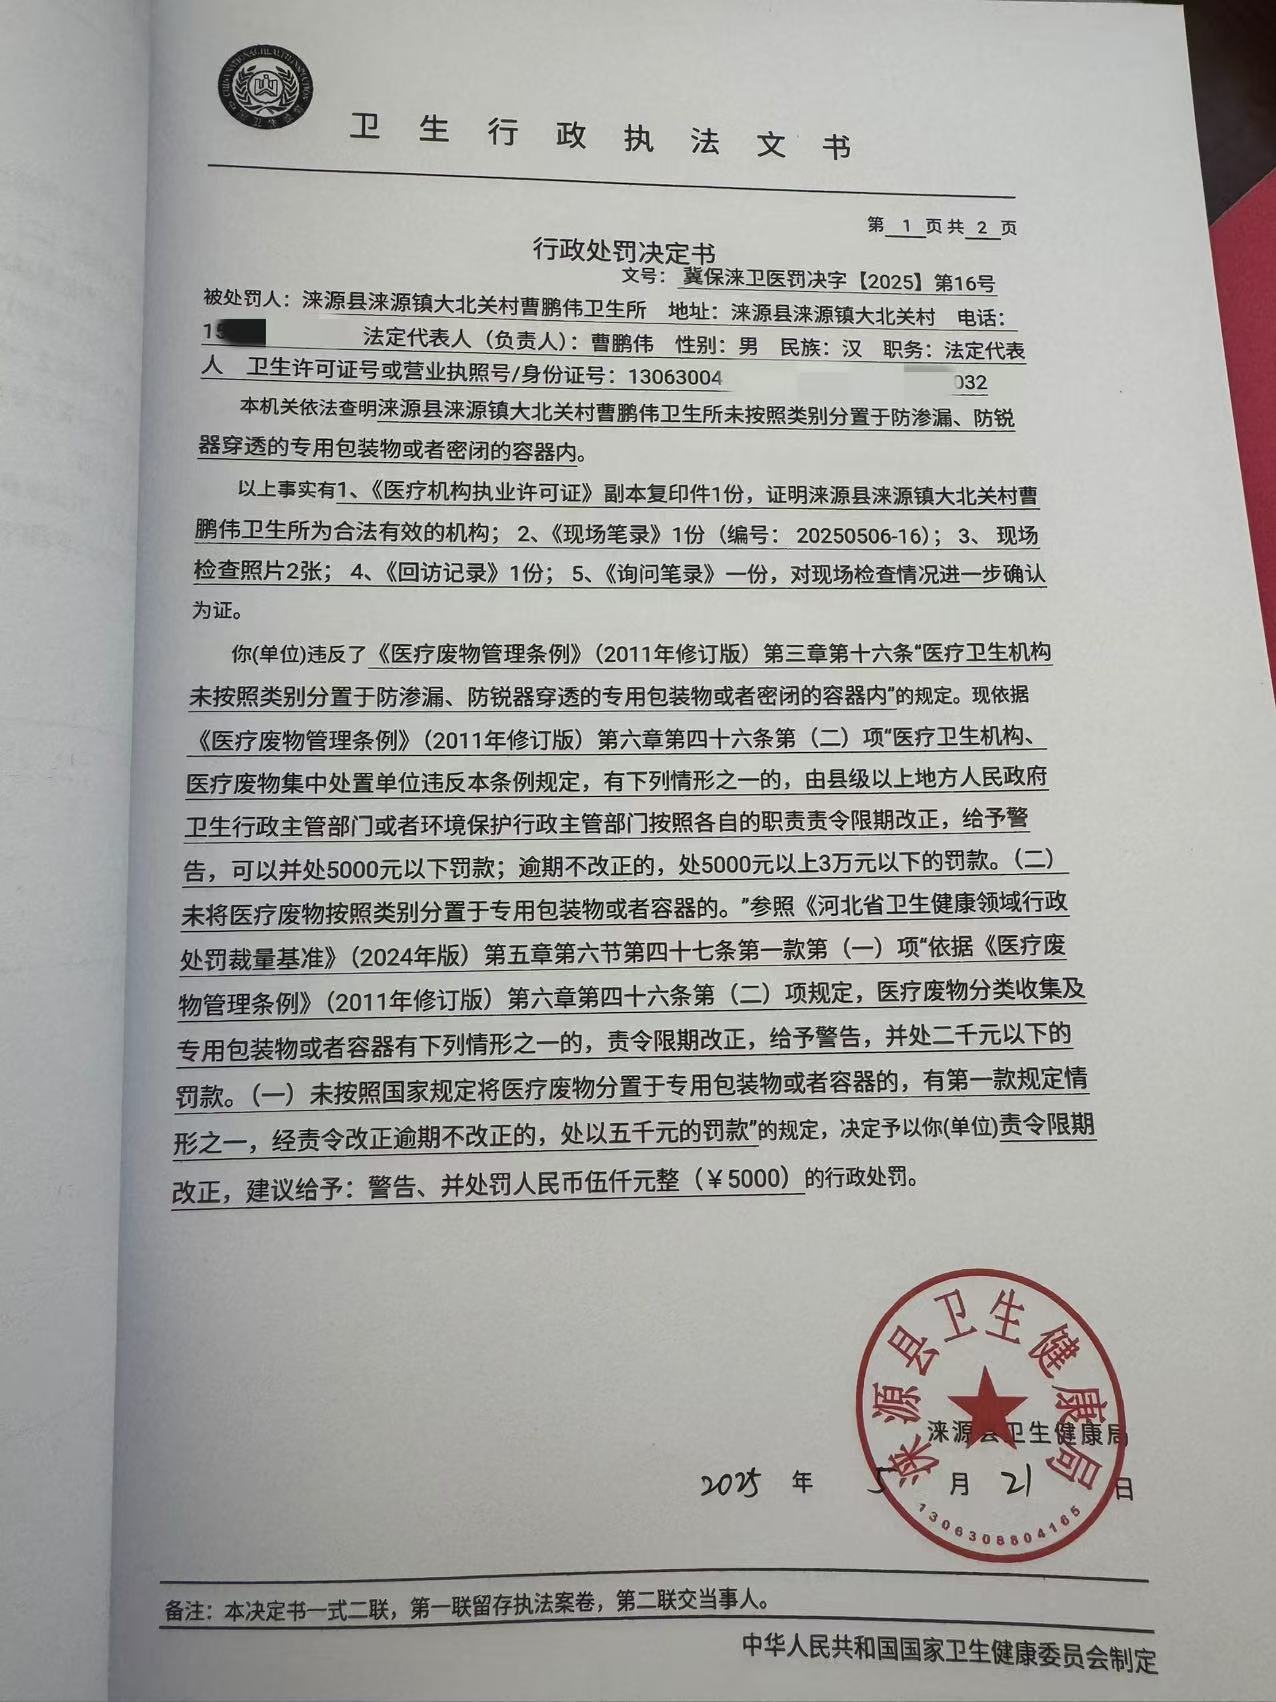 卫生行政执法文书
第 1 页共 2 页
行政处罚决定书
文号： 冀保涞卫医罚决字【2025】第16号
被处罚人：涞源县涞源镇大北关村曹鹏伟卫生所 地址：涞源县涞源镇大北关村 电话：
15 法定代表人（负责人）：曹鹏伟 性别：男 民族：汉 职务：法定代表
人 卫生许可证号或营业执照号/身份证号：13063004 032
本机关依法查明涞源县涞源镇大北关村曹鹏伟卫生所未按照类别分置于防渗漏、防锐
器穿透的专用包装物或者密闭的容器内。
以上事实有1、《医疗机构执业许可证》副本复印件1份，证明涞源县涞源镇大北关村曹
鹏伟卫生所为合法有效的机构； 2、《现场笔录》1份（编号： 20250506-16）； 3、 现场
检查照片2张； 4、《回访记录》1份； 5、《询问笔录》一份，对现场检查情况进一步确认
为证。
你(单位)违反了《医疗废物管理条例》（2011年修订版）第三章第十六条“医疗卫生机构
未按照类别分置于防渗漏、防锐器穿透的专用包装物或者密闭的容器内”的规定。现依据
《医疗废物管理条例》（2011年修订版）第六章第四十六条第（二）项“医疗卫生机构、
医疗废物集中处置单位违反本条例规定，有下列情形之一的，由县级以上地方人民政府
卫生行政主管部门或者环境保护行政主管部门按照各自的职责责令限期改正，给予警
告，可以并处5000元以下罚款；逾期不改正的，处5000元以上3万元以下的罚款。（二）
未将医疗废物按照类别分置于专用包装物或者容器的。”参照《河北省卫生健康领域行政
处罚裁量基准》（2024年版）第五章第六节第四十七条第一款第（一）项“依据《医疗废
物管理条例》（2011年修订版）第六章第四十六条第（二）项规定，医疗废物分类收集及
专用包装物或者容器有下列情形之一的，责令限期改正，给予警告，并处二千元以下的
罚款。（一）未按照国家规定将医疗废物分置于专用包装物或者容器的，有第一款规定情
形之一，经责令改正逾期不改正的，处以五千元的罚款”的规定，决定予以你(单位)责令限期
改正，建议给予：警告、并处罚人民币伍仟元整（￥5000）的行政处罚。
涞源县卫生健康局
涞源县卫生健康局
2025 年 5 月 21 日
1306308804165
备注：本决定书一式二联，第一联留存执法案卷，第二联交当事人。
中华人民共和国国家卫生健康委员会制定